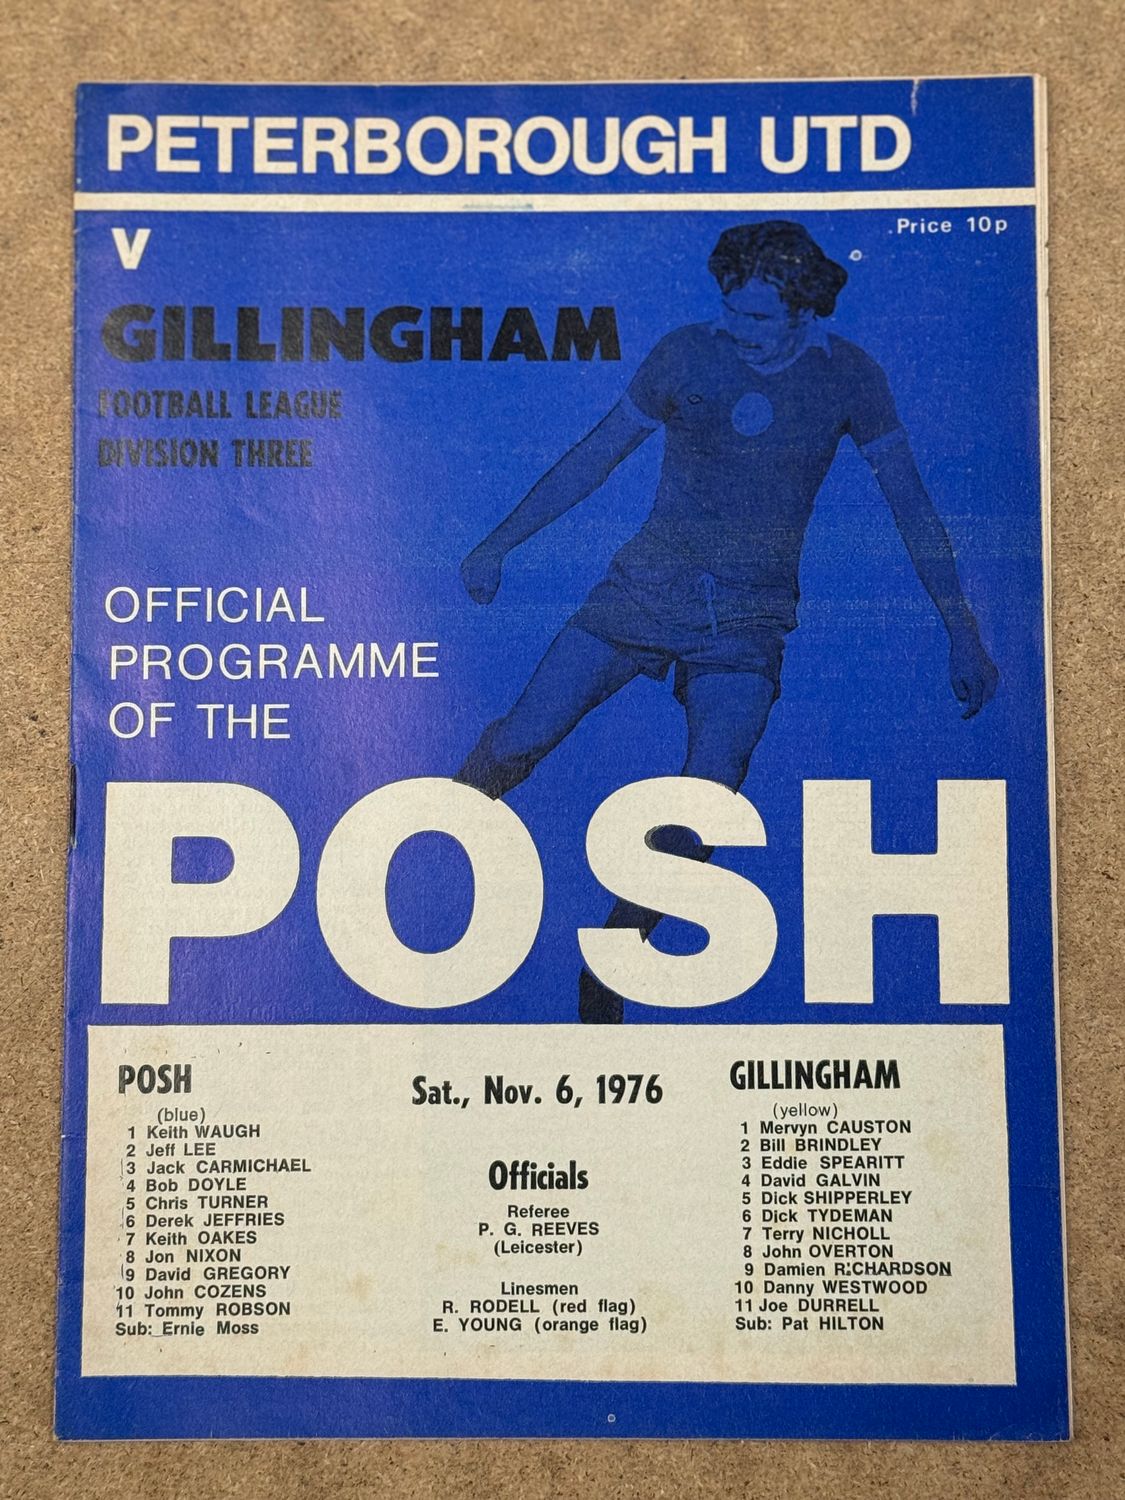 PETERBOROUGH UTD
Price 10p
V
GILLINGHAM
FOOTBALL LEAGUE
DIVISION THREE
OFFICIAL
PROGRAMME
OF THE
POSH
POSH
(blue)
1 Keith WAUGH
2 Jeff LEE
3 Jack CARMICHAEL
4 Bob DOYLE
5 Chris TURNER
6 Derek JEFFRIES
7 Keith OAKES
8 Jon NIXON
9 David GREGORY
10 John COZENS
11 Tommy ROBSON
Sub: Ernie Moss
Sat., Nov. 6, 1976
Officials
Referee
P. G. REEVES
(Leicester)
Linesmen
R. RODELL (red flag)
E. YOUNG (orange flag)
GILLINGHAM
(yellow)
1 Mervyn CAUSTON
2 Bill BRINDLEY
3 Eddie SPEARITT
4 David GALVIN
5 Dick SHIPPERLEY
6 Dick TYDEMAN
7 Terry NICHOLL
8 John OVERTON
9 Damien RICHARDSON
10 Danny WESTWOOD
11 Joe DURRELL
Sub: Pat HILTON